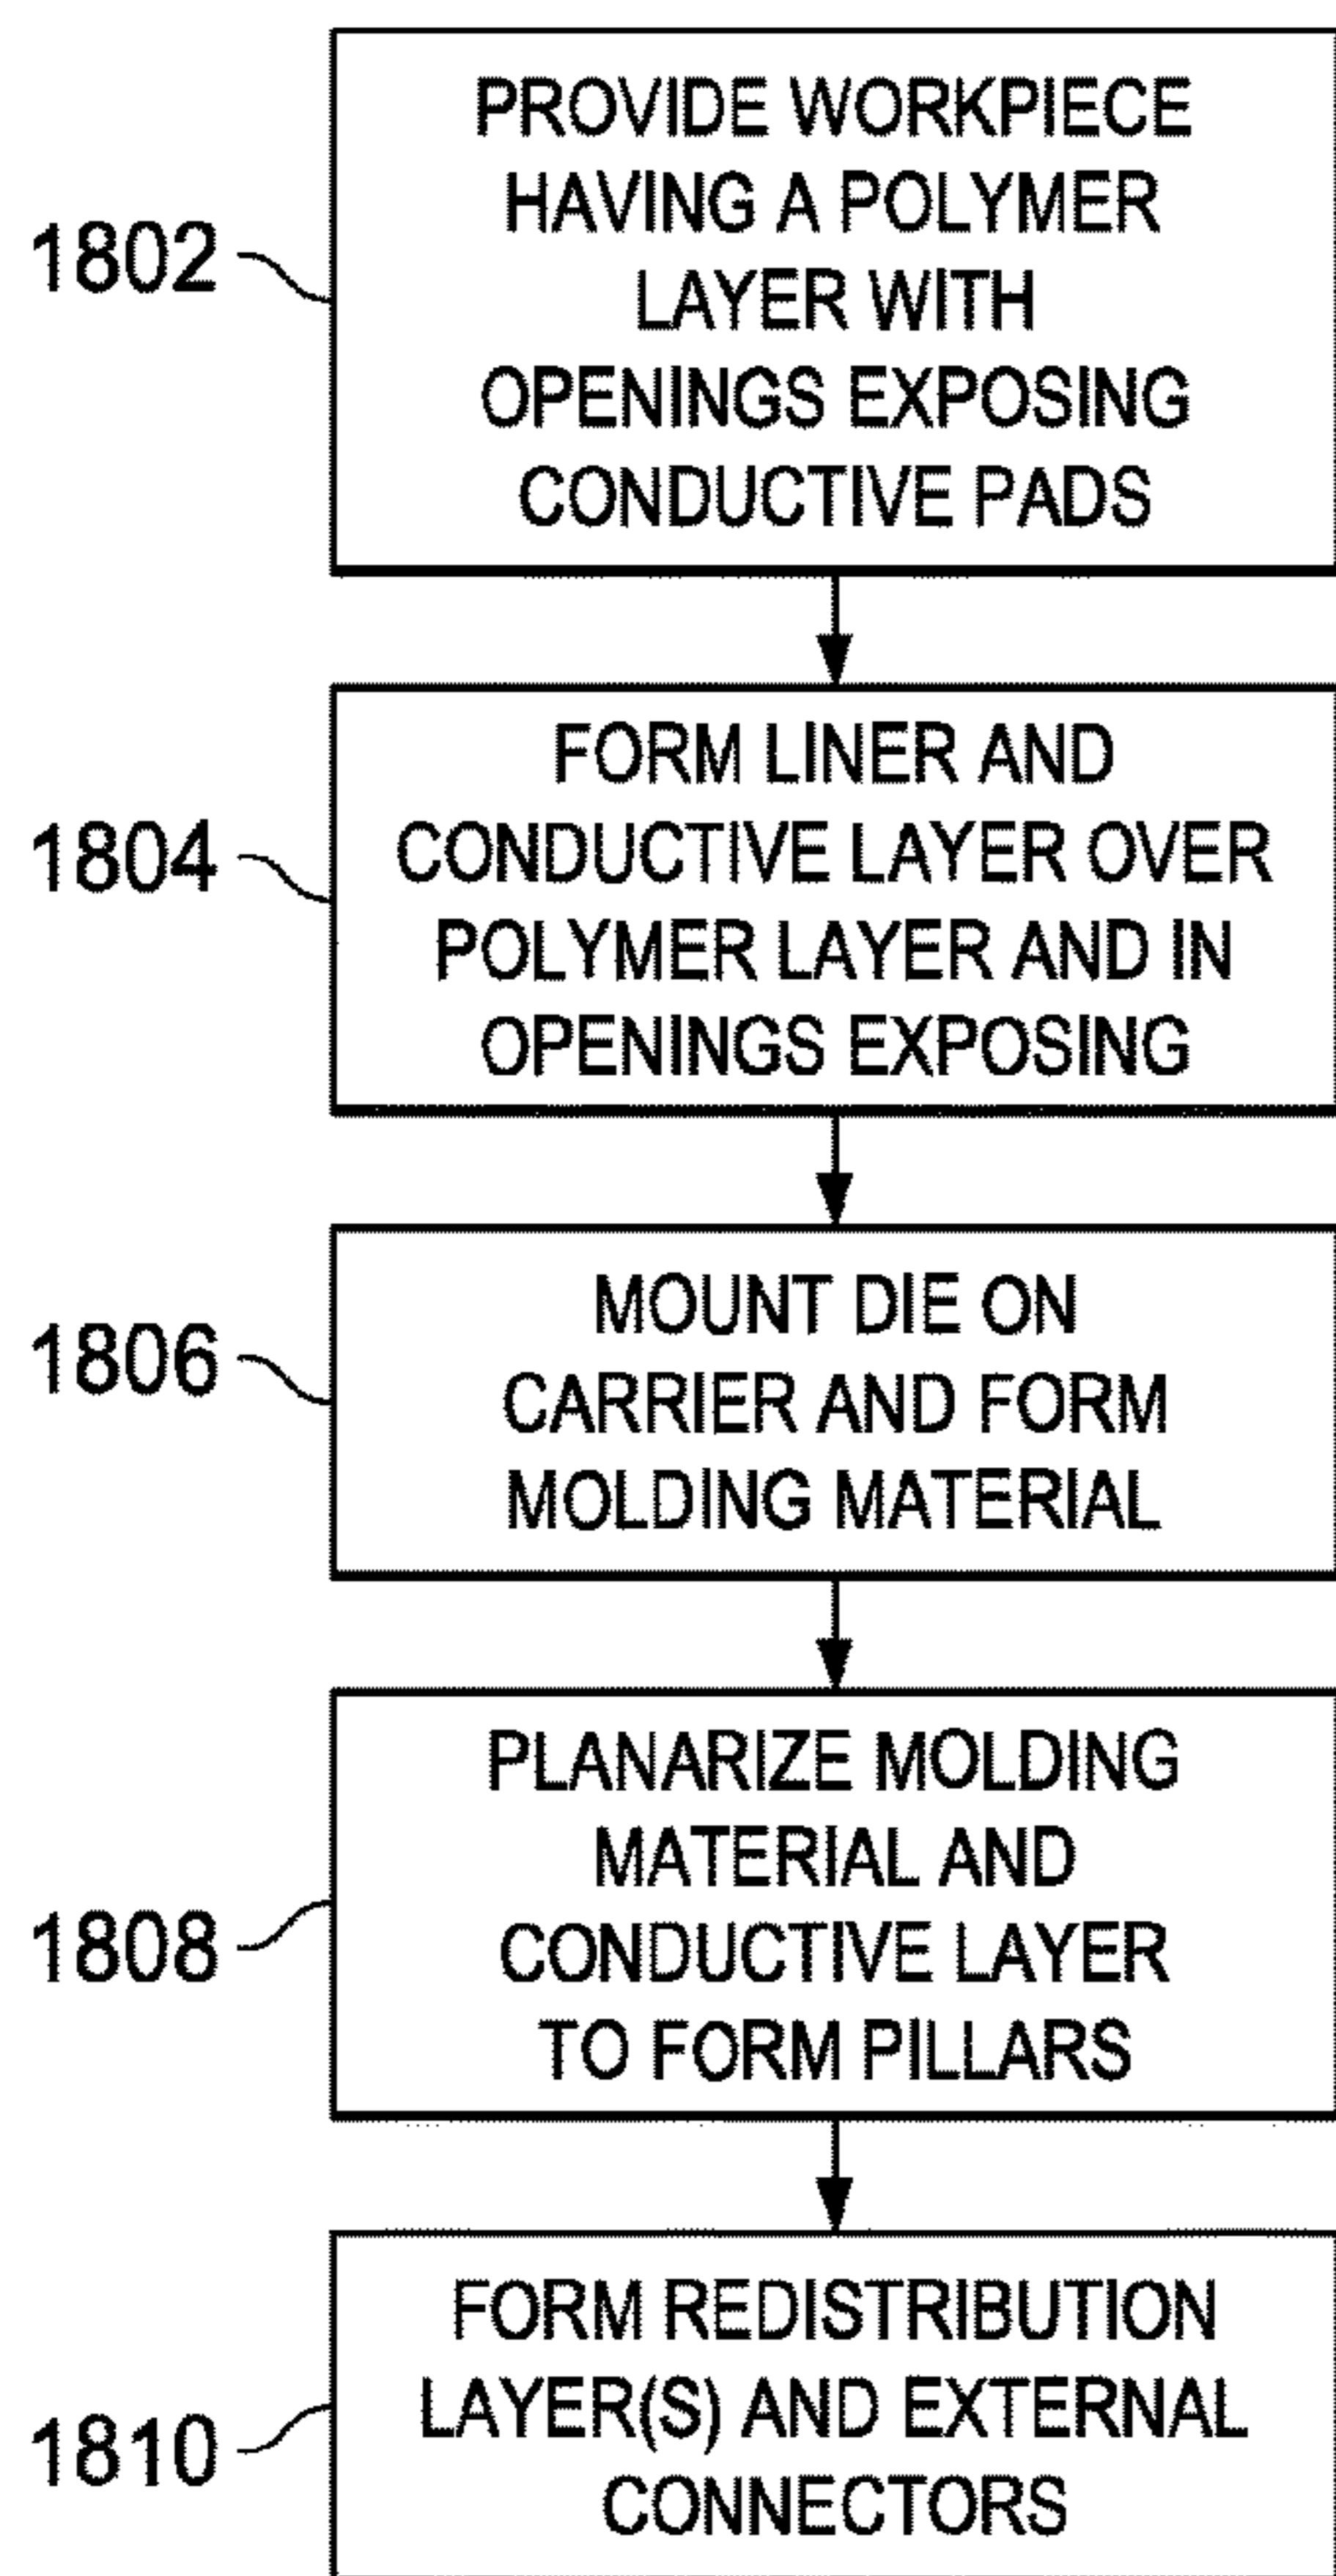 PROVIDE WORKPIECE
HAVING A POLYMER
LAYER WITH
OPENINGS EXPOSING
CONDUCTIVE PADS
1802
FORM LINER AND
CONDUCTIVE LAYER OVER
POLYMER LAYER AND IN
OPENINGS EXPOSING
1804
MOUNT DIE ON
CARRIER AND FORM
MOLDING MATERIAL
1806
PLANARIZE MOLDING
MATERIAL AND
CONDUCTIVE LAYER
TO FORM PILLARS
1808
FORM REDISTRIBUTION
LAYER(S) AND EXTERNAL
CONNECTORS
1810